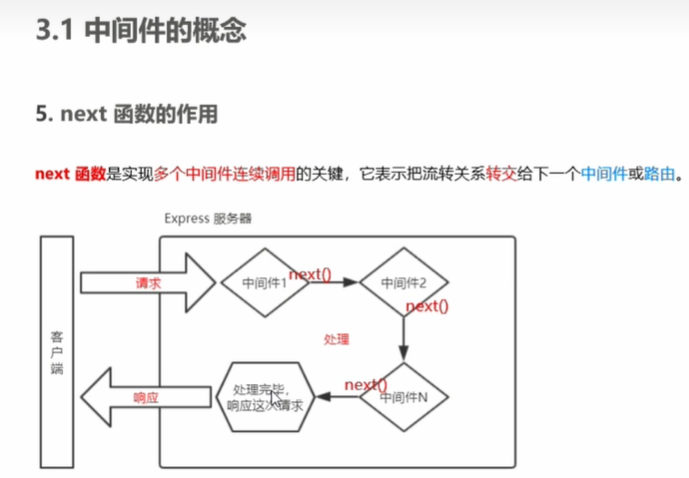 3.1 中间件的概念
5. next 函数的作用
next 函数是实现多个中间件连续调用的关键，它表示把流转关系转交给下一个中间件或路由。
Express 服务器
客户端
请求
中间件1
next()
中间件2
next()
处理
响应
处理完毕，
响应这次请求
next()
中间件N